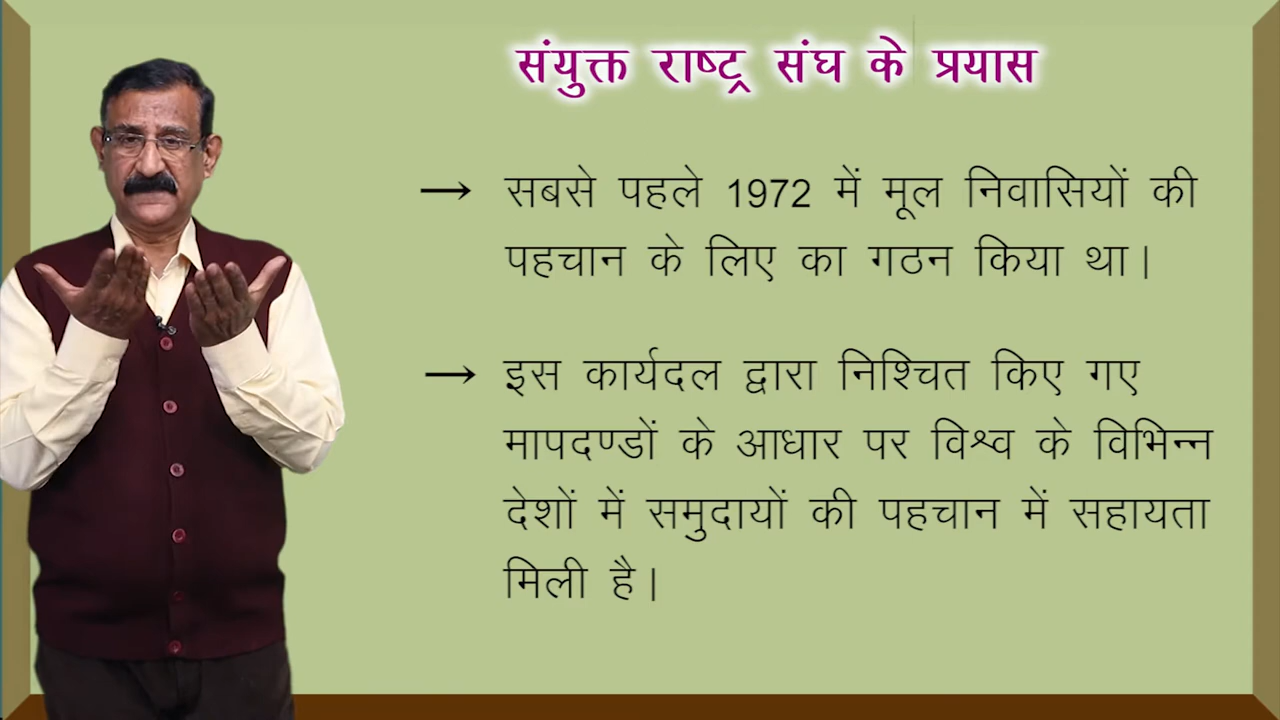 संयुक्त राष्ट्र संघ के प्रयास
→ सबसे पहले 1972 में मूल निवासियों की
पहचान के लिए का गठन किया था।
→ इस कार्यदल द्वारा निश्चित किए गए
मापदण्डों के आधार पर विश्व के विभिन्न
देशों में समुदायों की पहचान में सहायता
मिली है।